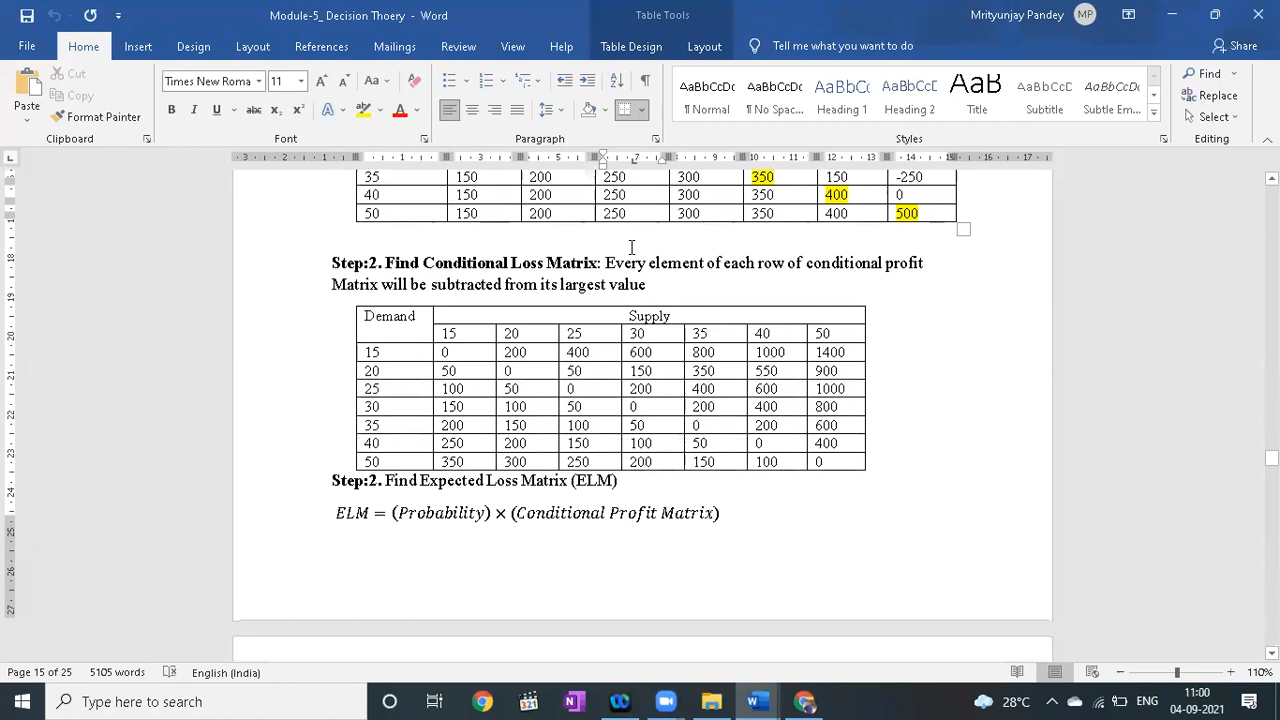 Module-5_ Decision Thoery_ - Word
Table Tools
Mrityunjay Pandey
MP
File Home Insert Design Layout References Mailings Review View Help Table Design Layout Tell me what you want to do Share
Paste
Cut
Copy
Format Painter
Times New Roma 11
Aa
B I U abc A A
AaBbCcDc AaBbCcDc AaBbCcD AaBbCcD AaB AaBbCcD AaBbCcDc
¶ Normal ¶ No Spac... Heading 1 Heading 2 Title Subtitle Subtle Em...
Find
Replace
Select
Clipboard Font Paragraph Styles Editing
35 150 200 250 300 350 150 -250
40 150 200 250 300 350 400 0
50 150 200 250 300 350 400 500
Step:2. Find Conditional Loss Matrix: Every element of each row of conditional profit
Matrix will be subtracted from its largest value
Demand Supply
15 20 25 30 35 40 50
15 0 200 400 600 800 1000 1400
20 50 0 50 150 350 550 900
25 100 50 0 200 400 600 1000
30 150 100 50 0 200 400 800
35 200 150 100 50 0 200 600
40 250 200 150 100 50 0 400
50 350 300 250 200 150 100 0
Step:2. Find Expected Loss Matrix (ELM)
ELM = (Probability) × (Conditional Profit Matrix)
Page 15 of 25 5105 words English (India) 110%
Type here to search
28°C ENG
11:00
04-09-2021